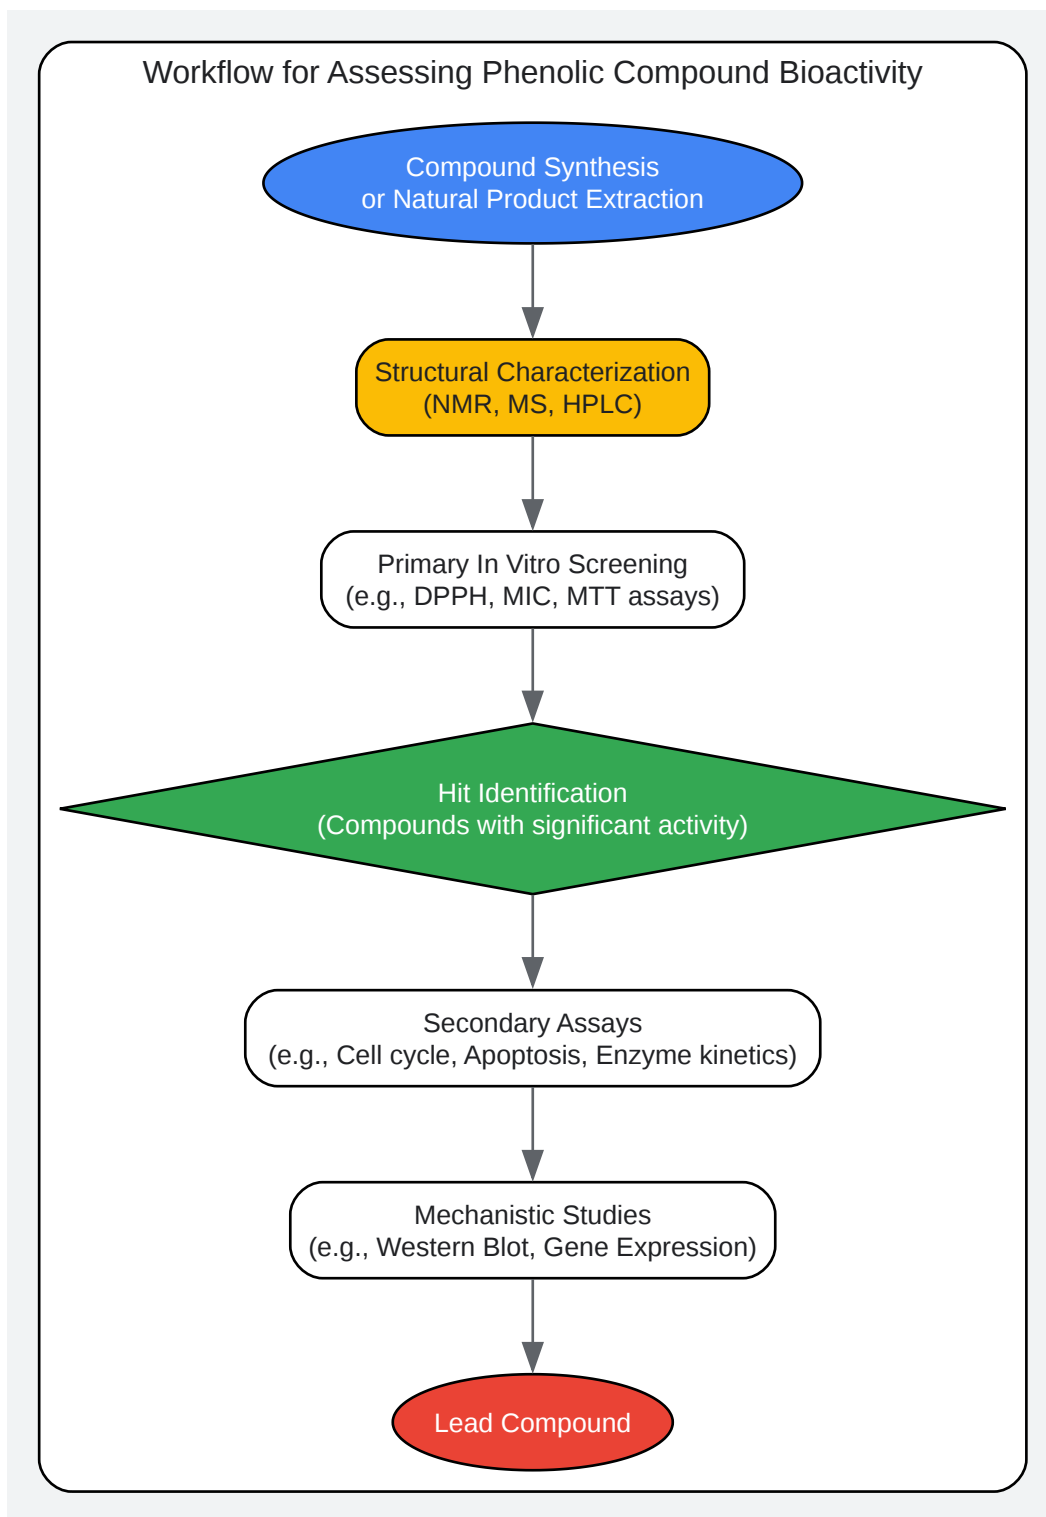 Workflow for Assessing Phenolic Compound Bioactivity
Compound Synthesis
or Natural Product Extraction
Structural Characterization
(NMR, MS, HPLC)
Primary In Vitro Screening
(e.g., DPPH, MIC, MTT assays)
Hit Identification
(Compounds with significant activity)
Secondary Assays
(e.g., Cell cycle, Apoptosis, Enzyme kinetics)
Mechanistic Studies
(e.g., Western Blot, Gene Expression)
Lead Compound